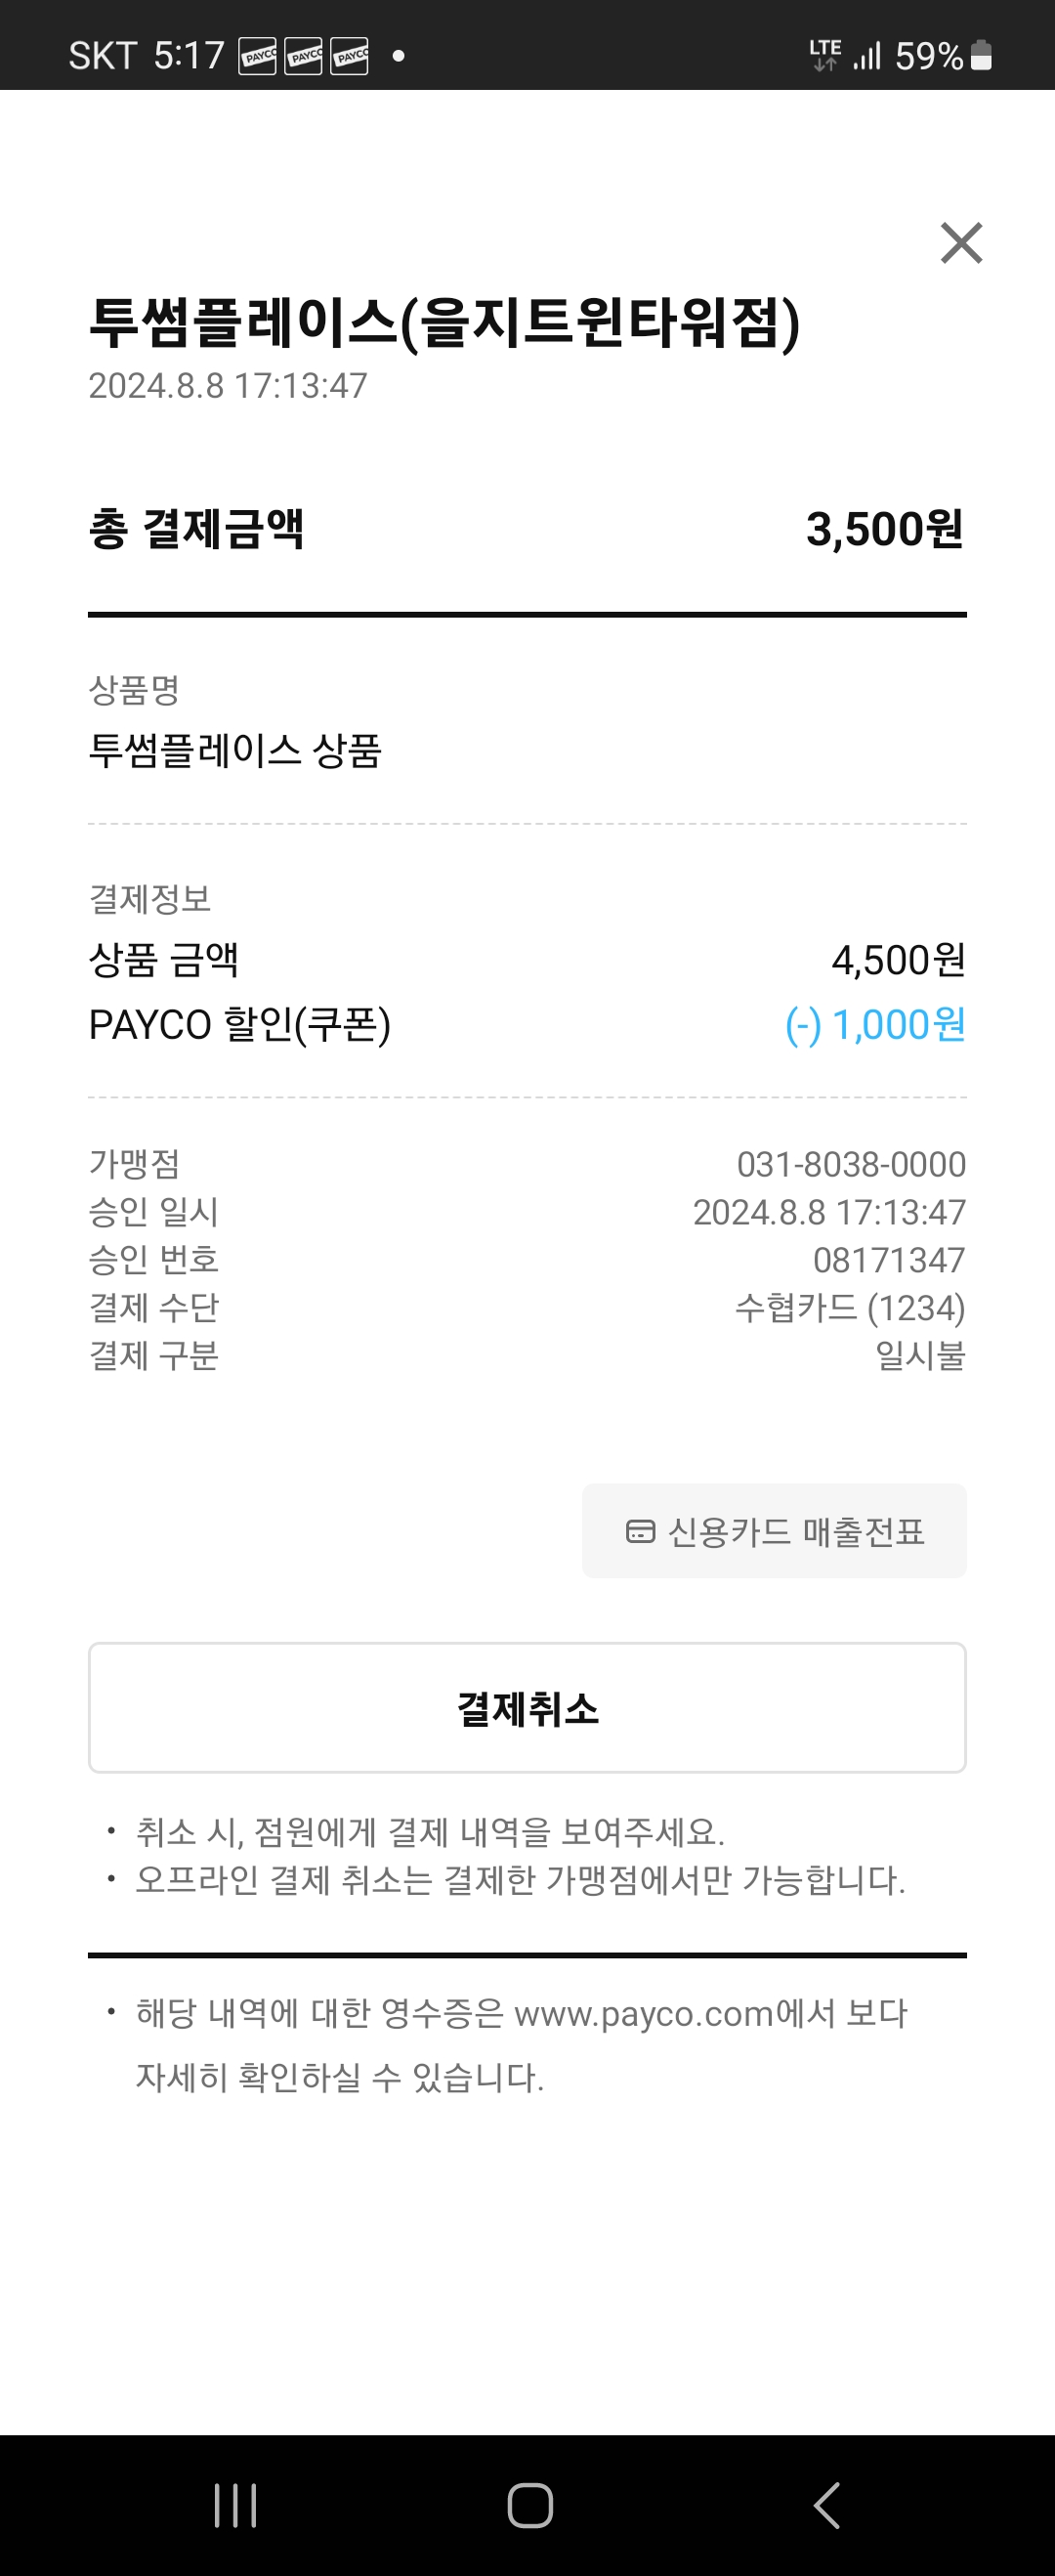 SKT 5:17 PAYCO PAYCO PAYCO LTE 59%
투썸플레이스(을지트윈타워점)
2024.8.8 17:13:47
총 결제금액 3,500원
상품명
투썸플레이스 상품
결제정보
상품 금액 4,500원
PAYCO 할인(쿠폰) (-) 1,000원
가맹점 031-8038-0000
승인 일시 2024.8.8 17:13:47
승인 번호 08171347
결제 수단 수협카드 (1234)
결제 구분 일시불
신용카드 매출전표
결제취소
• 취소 시, 점원에게 결제 내역을 보여주세요.
• 오프라인 결제 취소는 결제한 가맹점에서만 가능합니다.
• 해당 내역에 대한 영수증은 www.payco.com에서 보다
자세히 확인하실 수 있습니다.